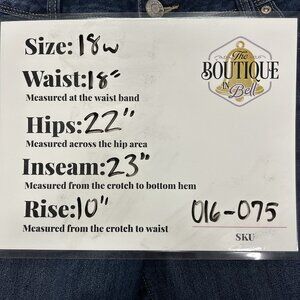 Size: 18w
The
BOUTIQUE
IN
Bell
Waist: 18"
Measured at the waist band
Hips: 22"
Measured across the hip area
Inseam: 23"
Measured from the crotch to bottom hem
Rise: 10"
Measured from the crotch to waist
016-075
SKU